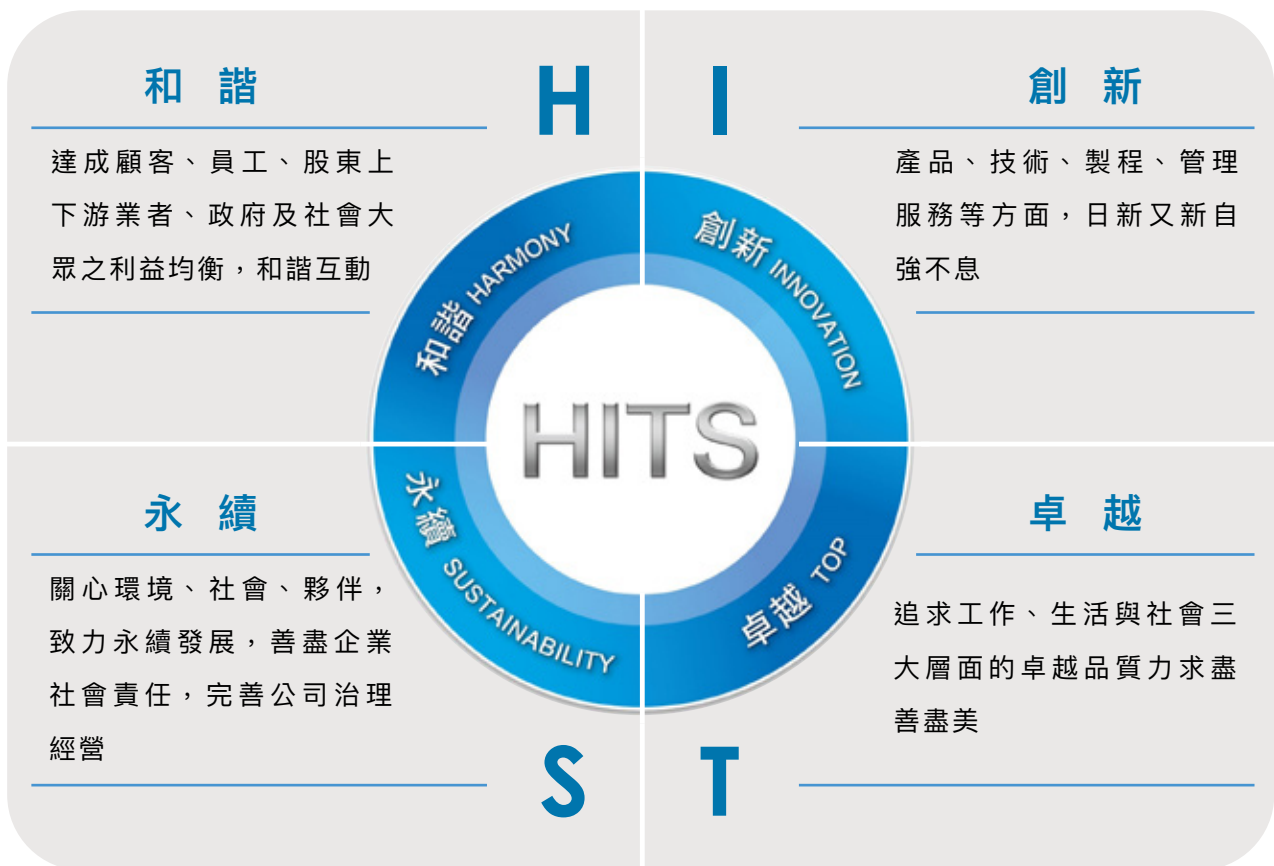 和諧
H
達成顧客、員工、股東上
下游業者、政府及社會大
眾之利益均衡，和諧互動
I
創新
產品、技術、製程、管理
服務等方面，日新又新自
強不息
和諧 HARMONY
創新 INNOVATION
HITS
永續 SUSTAINABILITY
卓越 TOP
永續
關心環境、社會、夥伴，
致力永續發展，善盡企業
社會責任，完善公司治理
經營
S
卓越
追求工作、生活與社會三
大層面的卓越品質力求盡
善盡美
T